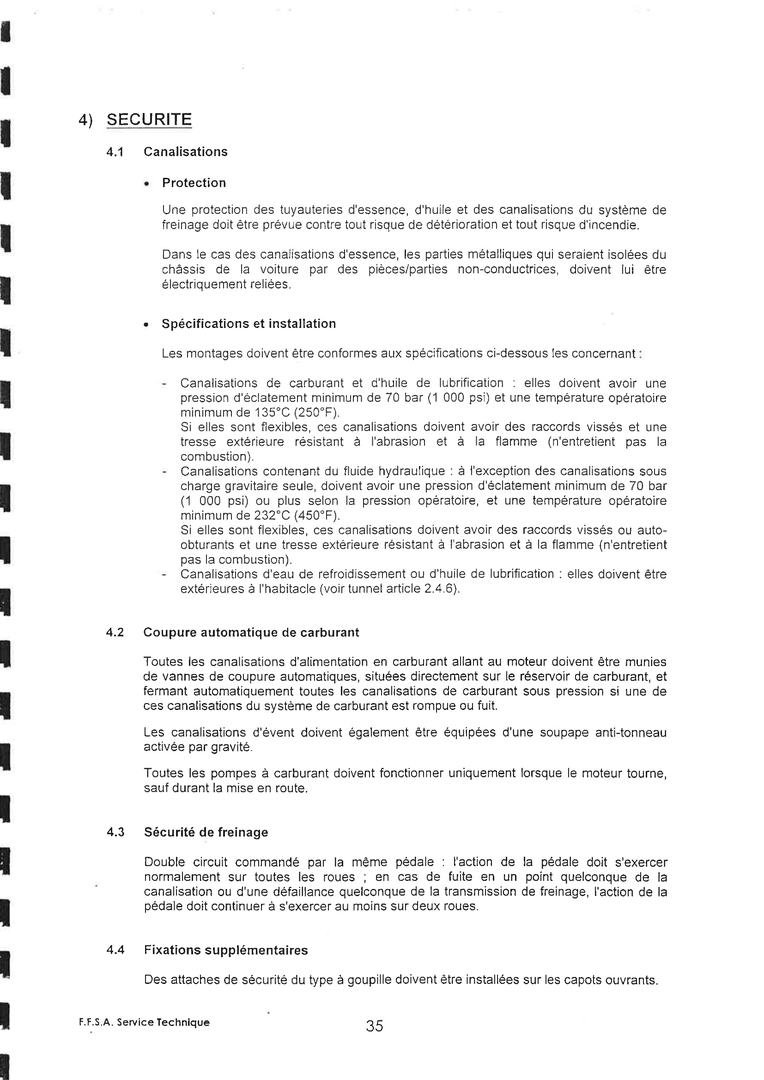 4) SECURITE
4.1 Canalisations
• Protection
Une protection des tuyauteries d'essence, d'huile et des canalisations du système de
freinage doit être prévue contre tout risque de détérioration et tout risque d'incendie.
Dans le cas des canalisations d'essence, les parties métalliques qui seraient isolées du
châssis de la voiture par des pièces/parties non-conductrices, doivent lui être
électriquement reliées.
• Spécifications et installation
Les montages doivent être conformes aux spécifications ci-dessous les concernant :
- Canalisations de carburant et d'huile de lubrification : elles doivent avoir une
pression d'éclatement minimum de 70 bar (1 000 psi) et une température opératoire
minimum de 135°C (250°F).
Si elles sont flexibles, ces canalisations doivent avoir des raccords vissés et une
tresse extérieure résistant à l'abrasion et à la flamme (n'entretient pas la
combustion).
- Canalisations contenant du fluide hydraulique : à l'exception des canalisations sous
charge gravitaire seule, doivent avoir une pression d'éclatement minimum de 70 bar
(1 000 psi) ou plus selon la pression opératoire, et une température opératoire
minimum de 232°C (450°F).
Si elles sont flexibles, ces canalisations doivent avoir des raccords vissés ou auto-
obturants et une tresse extérieure résistant à l'abrasion et à la flamme (n'entretient
pas la combustion).
- Canalisations d'eau de refroidissement ou d'huile de lubrification : elles doivent être
extérieures à l'habitacle (voir tunnel article 2.4.6).
4.2 Coupure automatique de carburant
Toutes les canalisations d'alimentation en carburant allant au moteur doivent être munies
de vannes de coupure automatiques, situées directement sur le réservoir de carburant, et
fermant automatiquement toutes les canalisations de carburant sous pression si une de
ces canalisations du système de carburant est rompue ou fuit.
Les canalisations d'évent doivent également être équipées d'une soupape anti-tonneau
activée par gravité.
Toutes les pompes à carburant doivent fonctionner uniquement lorsque le moteur tourne,
sauf durant la mise en route.
4.3 Sécurité de freinage
Double circuit commandé par la même pédale : l'action de la pédale doit s'exercer
normalement sur toutes les roues ; en cas de fuite en un point quelconque de la
canalisation ou d'une défaillance quelconque de la transmission de freinage, l'action de la
pédale doit continuer à s'exercer au moins sur deux roues.
4.4 Fixations supplémentaires
Des attaches de sécurité du type à goupille doivent être installées sur les capots ouvrants.
F.F.S.A. Service Technique
35